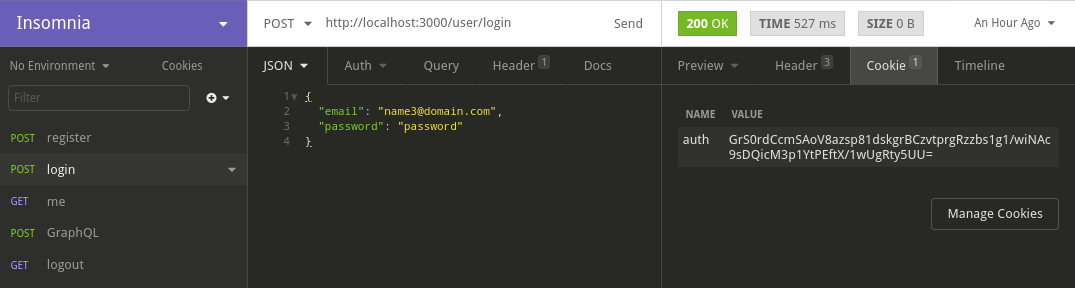 Insomnia
POST http://localhost:3000/user/login Send
200 OK TIME 527 ms SIZE 0 B An Hour Ago
No Environment Cookies
JSON Auth Query Header 1 Docs
Preview Header 3 Cookie 1 Timeline
Filter
POST register
POST login
GET me
POST GraphQL
GET logout
1 {
2 "email": "name3@domain.com",
3 "password": "password"
4 }
NAME VALUE
auth GrS0rdCcmSAoV8azsp81dskgrBCzvtprgRzzbs1g1/wiNAc
9sDQicM3p1YtPEftX/1wUgRty5UU=
Manage Cookies